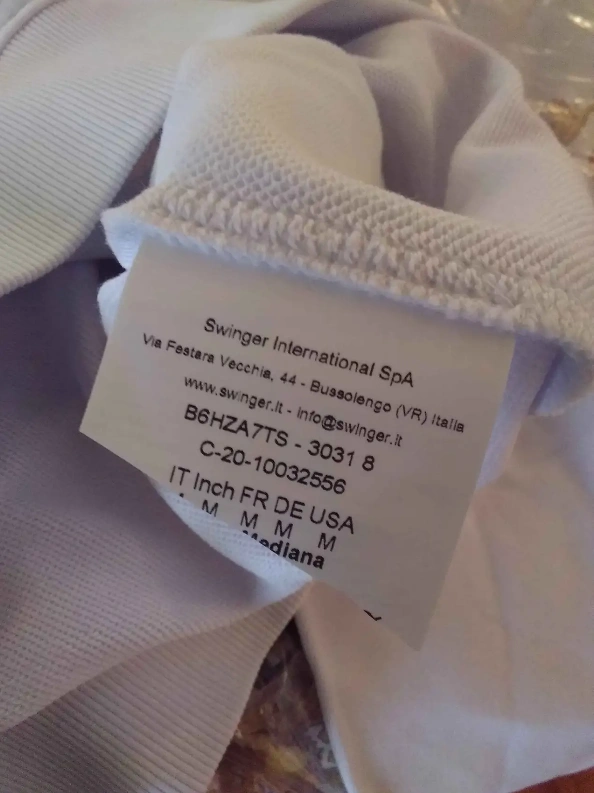 Swinger International SpA
Via Festara Vecchia, 44 - Bussolengo (VR) Italia
www.swinger.it - info@swinger.it
B6HZA7TS - 3031 8
C-20-10032556
IT Inch FR DE USA
M M M M
Mediana